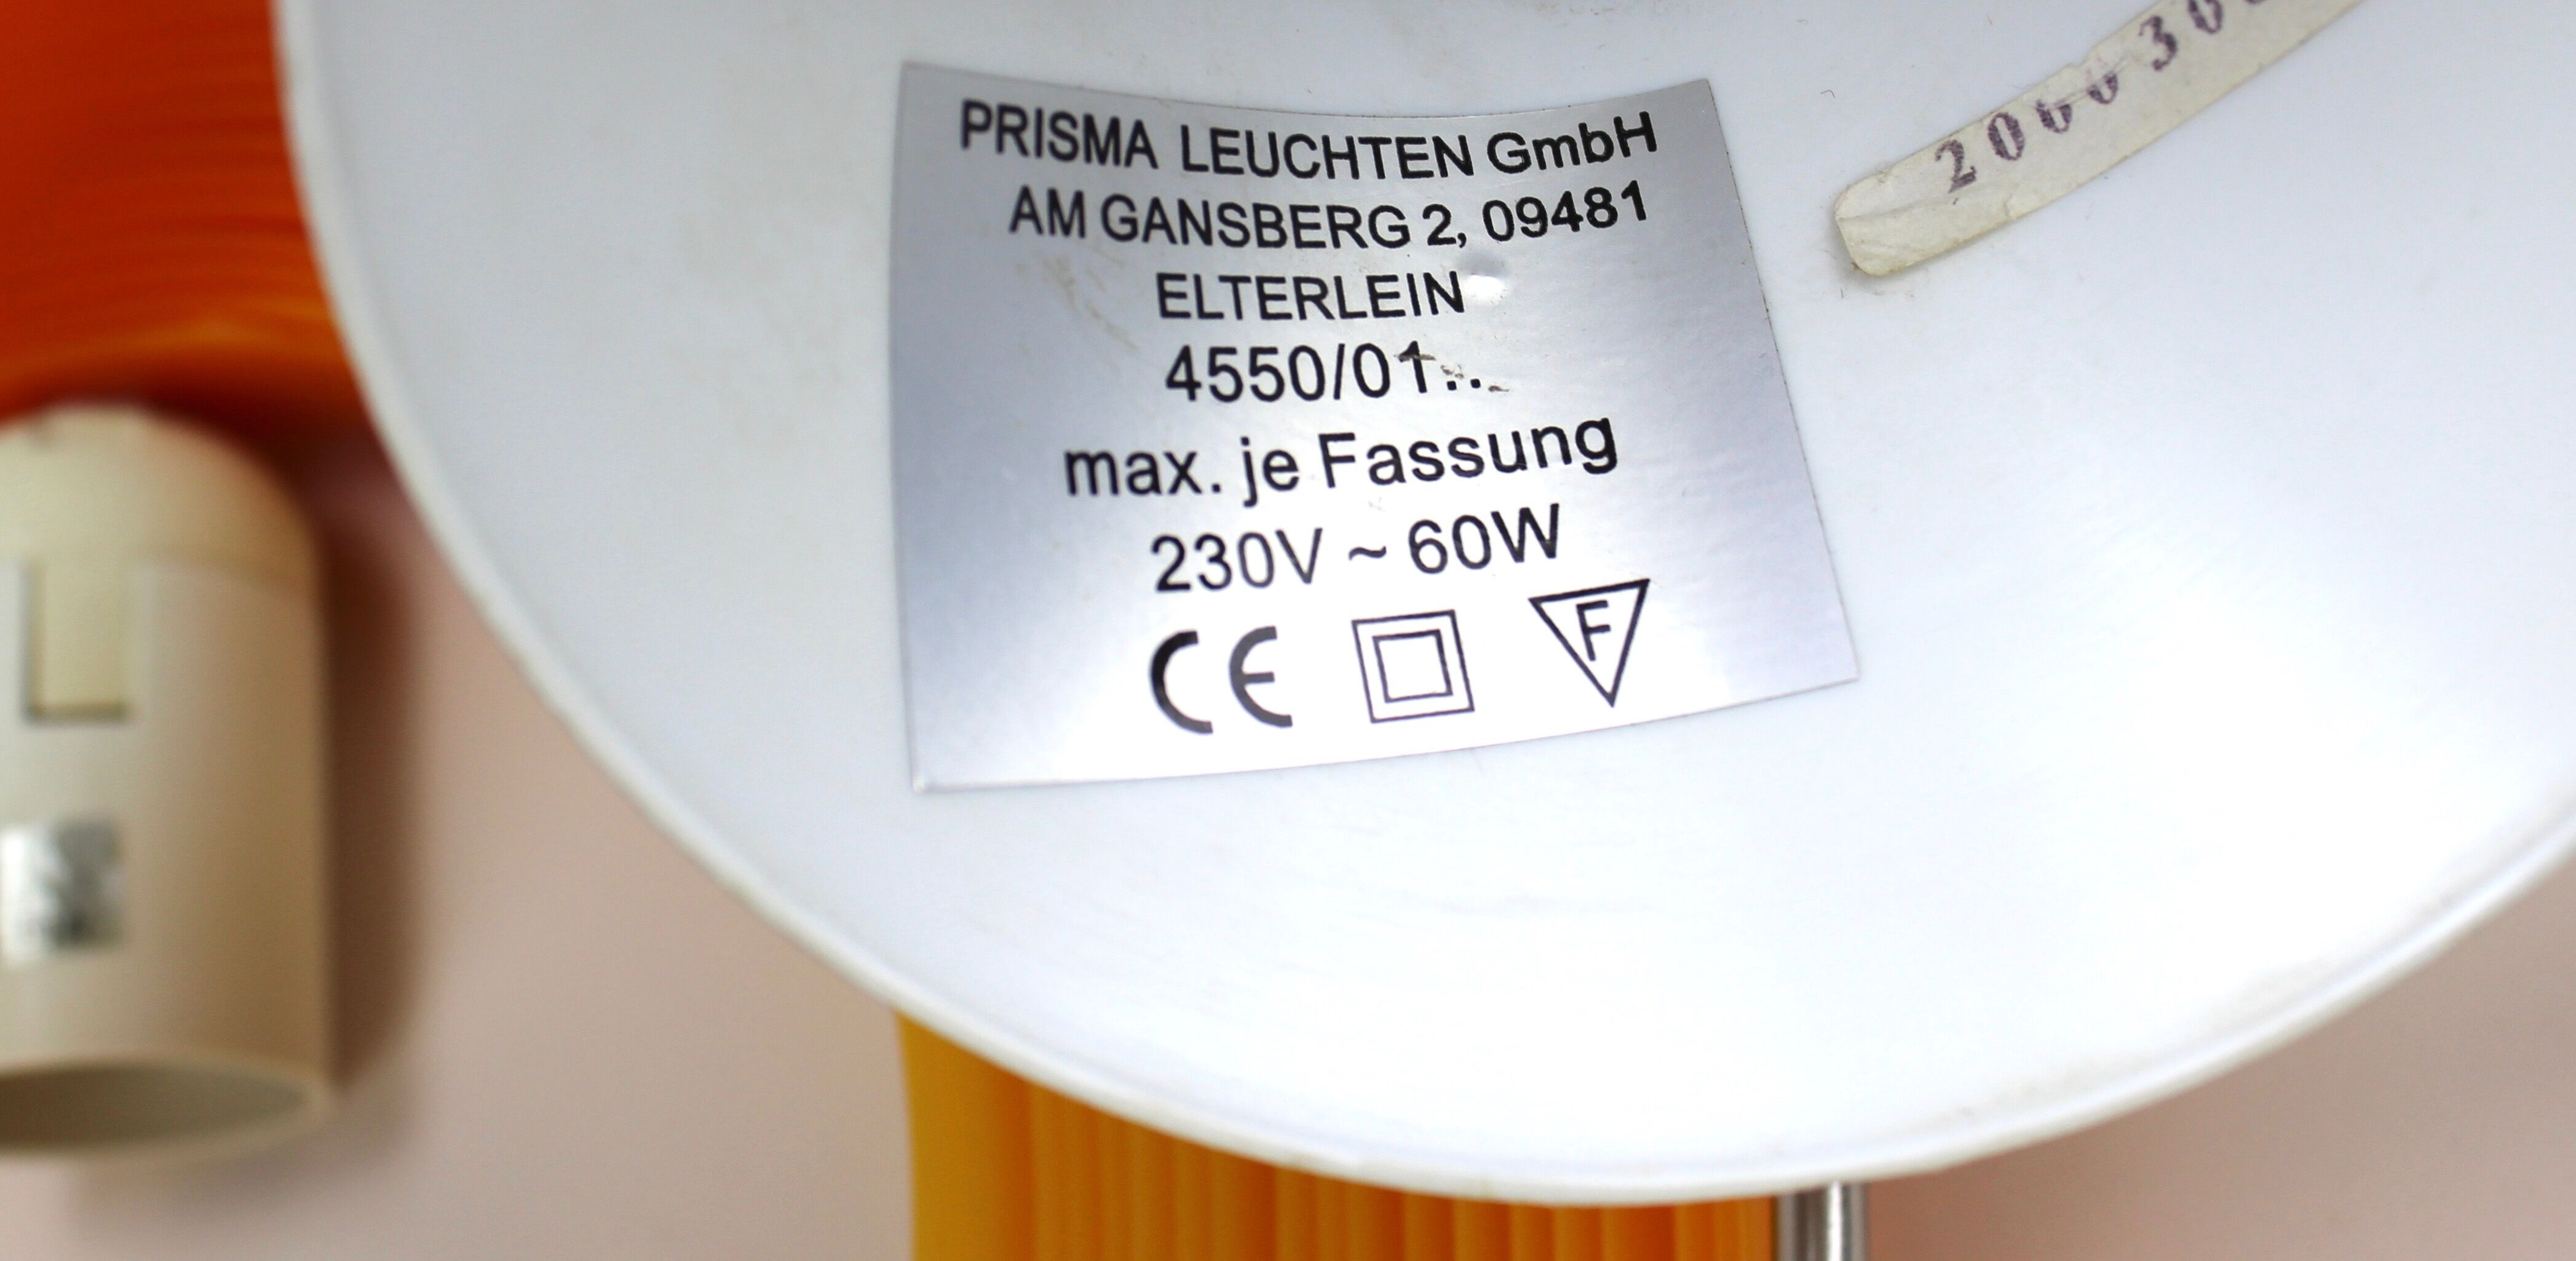 PRISMA LEUCHTEN GmbH
AM GANSBERG 2, 09481
ELTERLEIN
4550/01..
max. je Fassung
230V ~ 60W
CE F